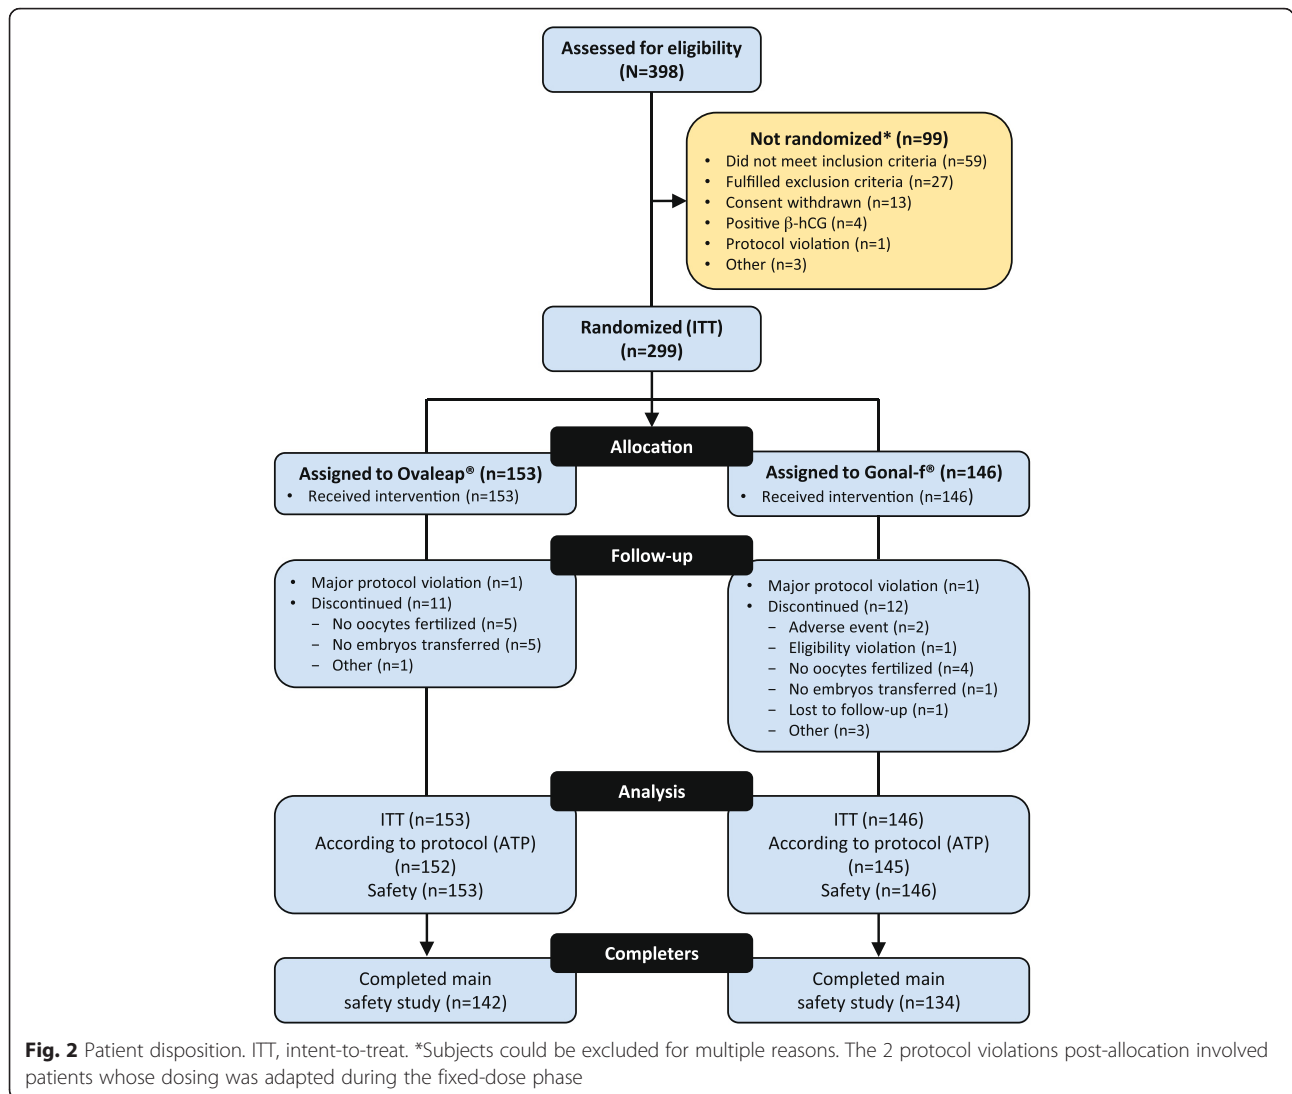 Assessed for eligibility
(N=398)
Not randomized* (n=99)
• Did not meet inclusion criteria (n=59)
• Fulfilled exclusion criteria (n=27)
• Consent withdrawn (n=13)
• Positive β-hCG (n=4)
• Protocol violation (n=1)
• Other (n=3)
Randomized (ITT)
(n=299)
Allocation
Assigned to Ovaleap® (n=153)
• Received intervention (n=153)
Assigned to Gonal-f® (n=146)
• Received intervention (n=146)
Follow-up
• Major protocol violation (n=1)
• Discontinued (n=11)
– No oocytes fertilized (n=5)
– No embryos transferred (n=5)
– Other (n=1)
• Major protocol violation (n=1)
• Discontinued (n=12)
– Adverse event (n=2)
– Eligibility violation (n=1)
– No oocytes fertilized (n=4)
– No embryos transferred (n=1)
– Lost to follow-up (n=1)
– Other (n=3)
Analysis
ITT (n=153)
According to protocol (ATP)
(n=152)
Safety (n=153)
ITT (n=146)
According to protocol (ATP)
(n=145)
Safety (n=146)
Completers
Completed main
safety study (n=142)
Completed main
safety study (n=134)
Fig. 2 Patient disposition. ITT, intent-to-treat. *Subjects could be excluded for multiple reasons. The 2 protocol violations post-allocation involved
patients whose dosing was adapted during the fixed-dose phase